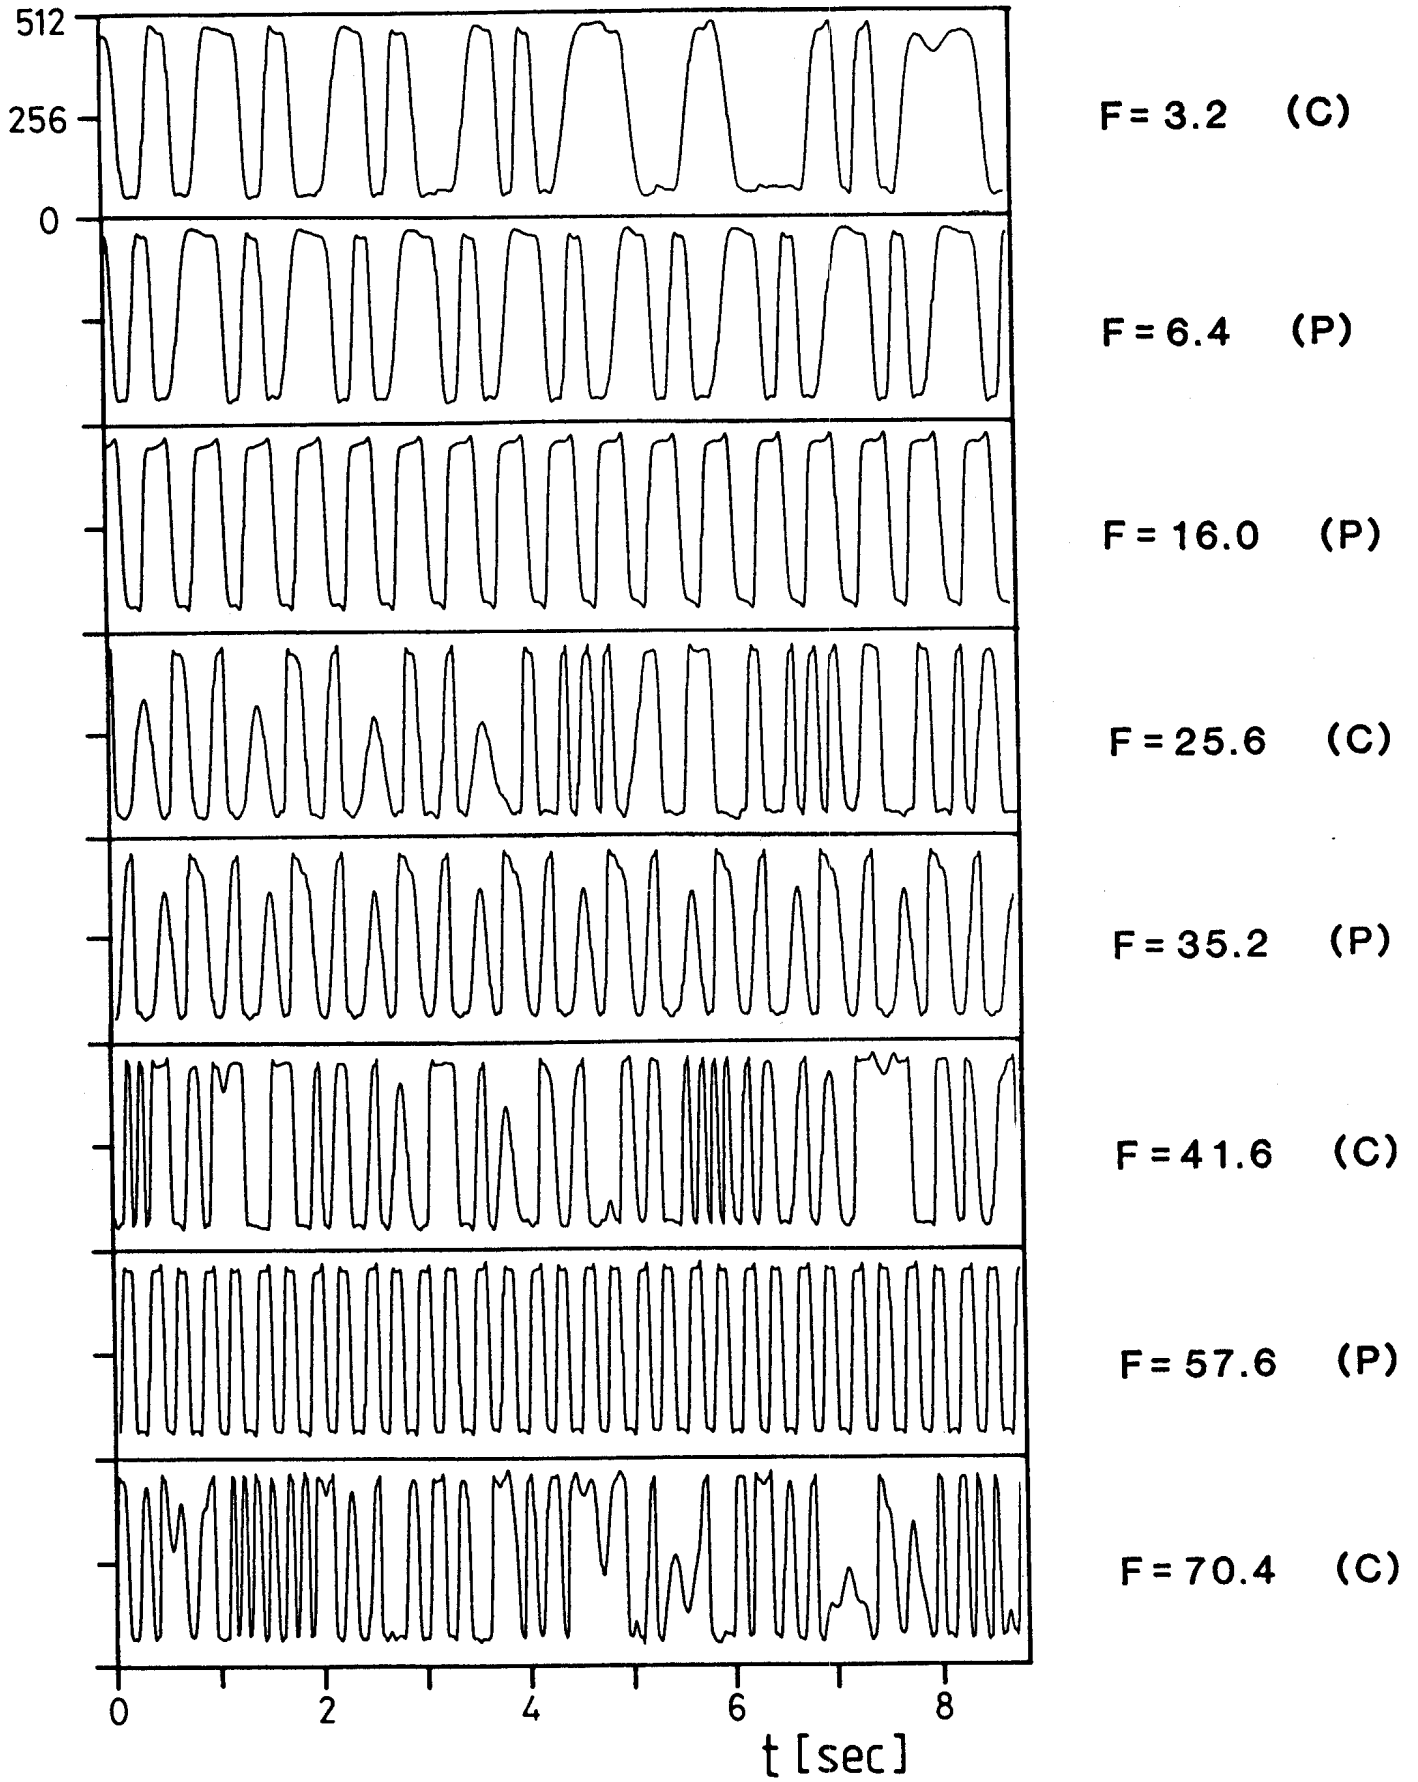 512
256
0
F= 3.2 (C)
F= 6.4 (P)
F= 16.0 (P)
F= 25.6 (C)
F= 35.2 (P)
F= 41.6 (C)
F= 57.6 (P)
F= 70.4 (C)
0 2 4 6 8
t [sec]